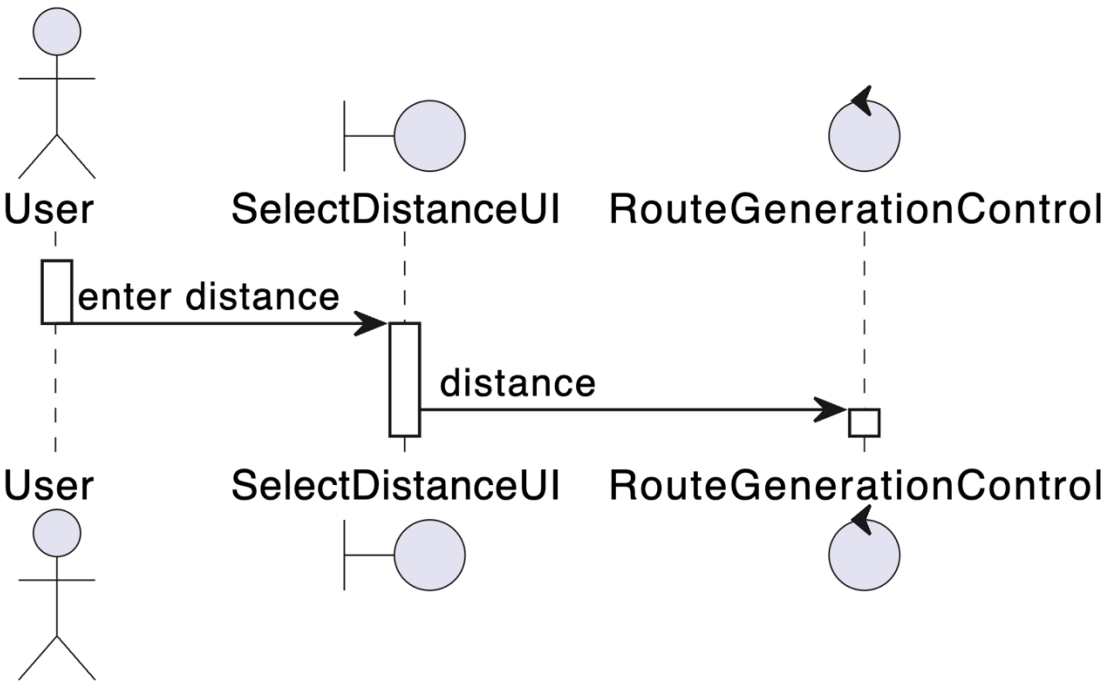 User
SelectDistanceUI
RouteGenerationControl
enter distance
distance
User
SelectDistanceUI
RouteGenerationControl